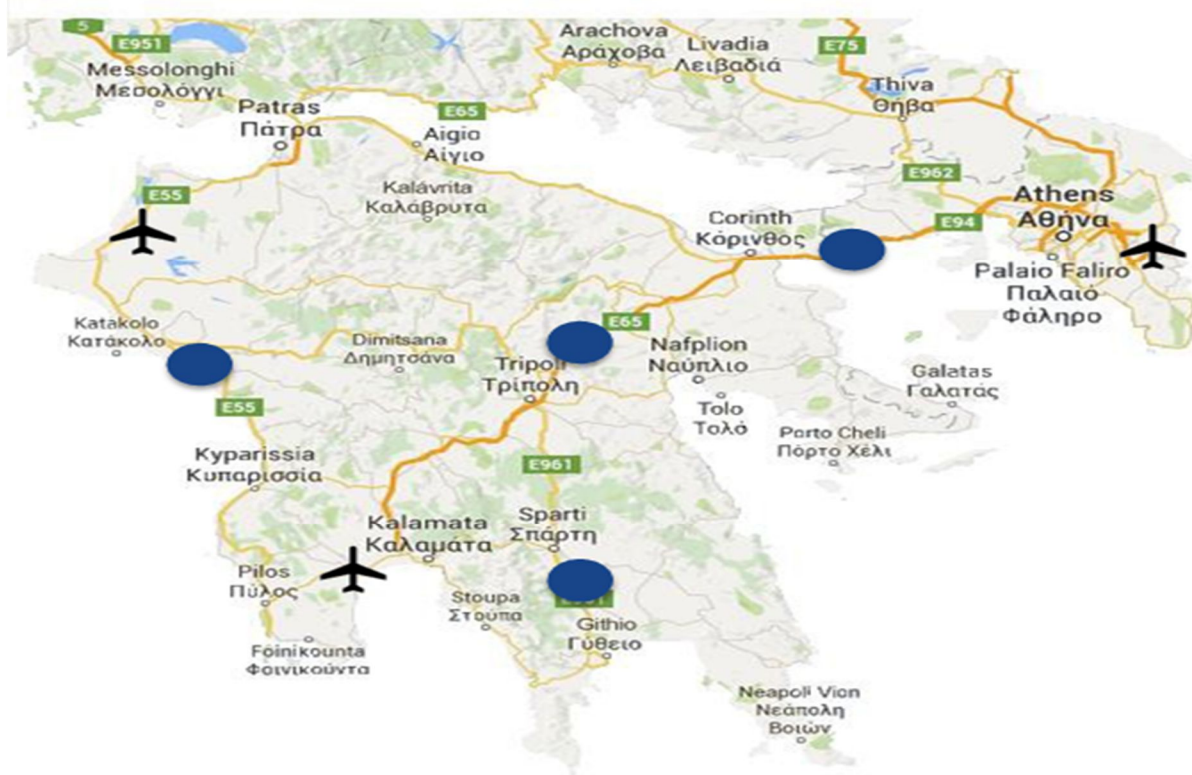 5
E951
Arachova
Αράχοβα
Livadia
Λειβαδιά
E75
Messolonghi
Μεσολόγγι
Thiva
Θήβα
Patras
Πάτρα
E65
Aigio
Αίγιο
E55
Kalávrita
Καλάβρυτα
E962
Athens
Αθήνα
Corinth
Κόρινθος
E94
Palaio Faliro
Παλαιό
Φάληρο
Katakolo
Κατάκολο
E65
Dimitsana
Δημητσάνα
Tripoli
Τρίπολη
Nafplion
Ναύπλιο
Galatas
Γαλατάς
E55
Tolo
Τολό
Porto Cheli
Πόρτο Χέλι
Kyparissia
Κυπαρισσία
E961
Kalamata
Καλαμάτα
Sparti
Σπάρτη
Pilos
Πύλος
Stoupa
Στούπα
Githio
Γύθειο
Foinikounta
Φοινικούντα
Neapoli Vion
Νεάπολη
Βοιών